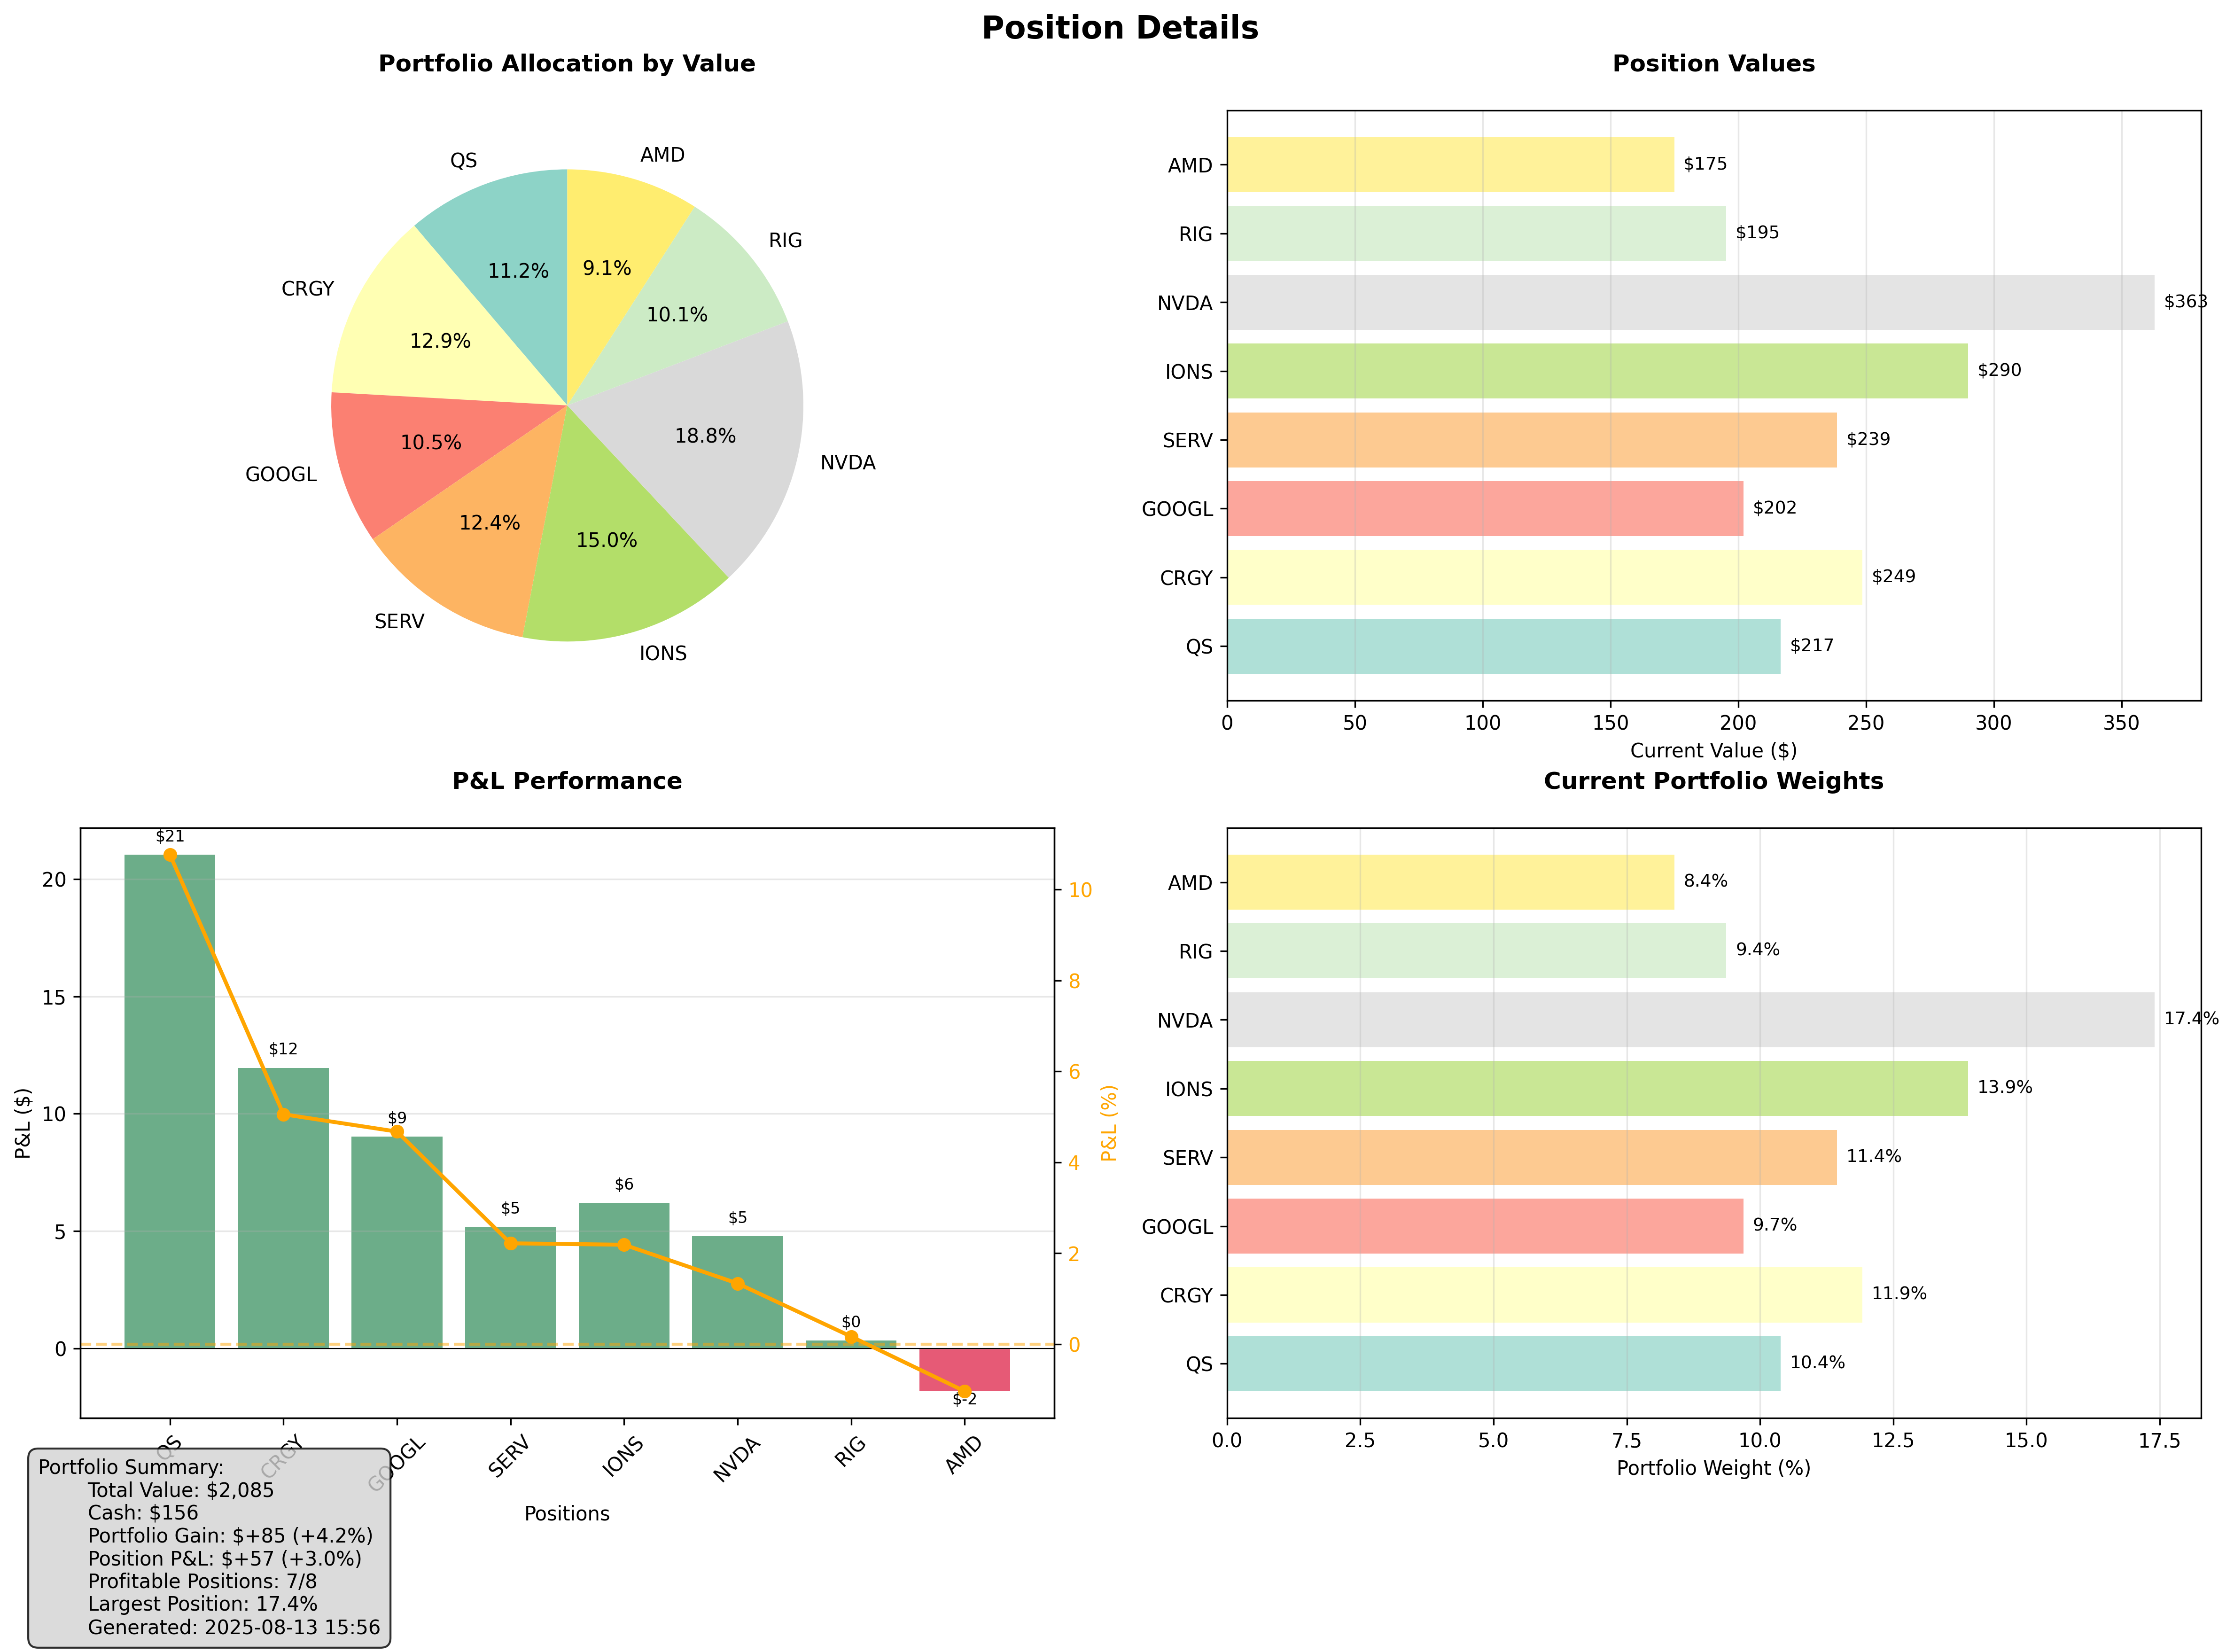 Position Details
Portfolio Allocation by Value
QS
AMD
RIG
CRGY
NVDA
GOOGL
SERV
IONS
11.2%
9.1%
10.1%
12.9%
18.8%
10.5%
12.4%
15.0%
Position Values
AMD
$175
RIG
$195
NVDA
$363
IONS
$290
SERV
$239
GOOGL
$202
CRGY
$249
QS
$217
0 50 100 150 200 250 300 350
Current Value ($)
P&L Performance
P&L ($)
20
15
10
5
0
$21
$12
$9
$5
$6
$5
$0
$-2
10
8
6
4
2
0
P&L (%)
QS CRGY GOOGL SERV IONS NVDA RIG AMD
Positions
Current Portfolio Weights
AMD
8.4%
RIG
9.4%
NVDA
17.4%
IONS
13.9%
SERV
11.4%
GOOGL
9.7%
CRGY
11.9%
QS
10.4%
0.0 2.5 5.0 7.5 10.0 12.5 15.0 17.5
Portfolio Weight (%)
Portfolio Summary:
Total Value: $2,085
Cash: $156
Portfolio Gain: $+85 (+4.2%)
Position P&L: $+57 (+3.0%)
Profitable Positions: 7/8
Largest Position: 17.4%
Generated: 2025-08-13 15:56